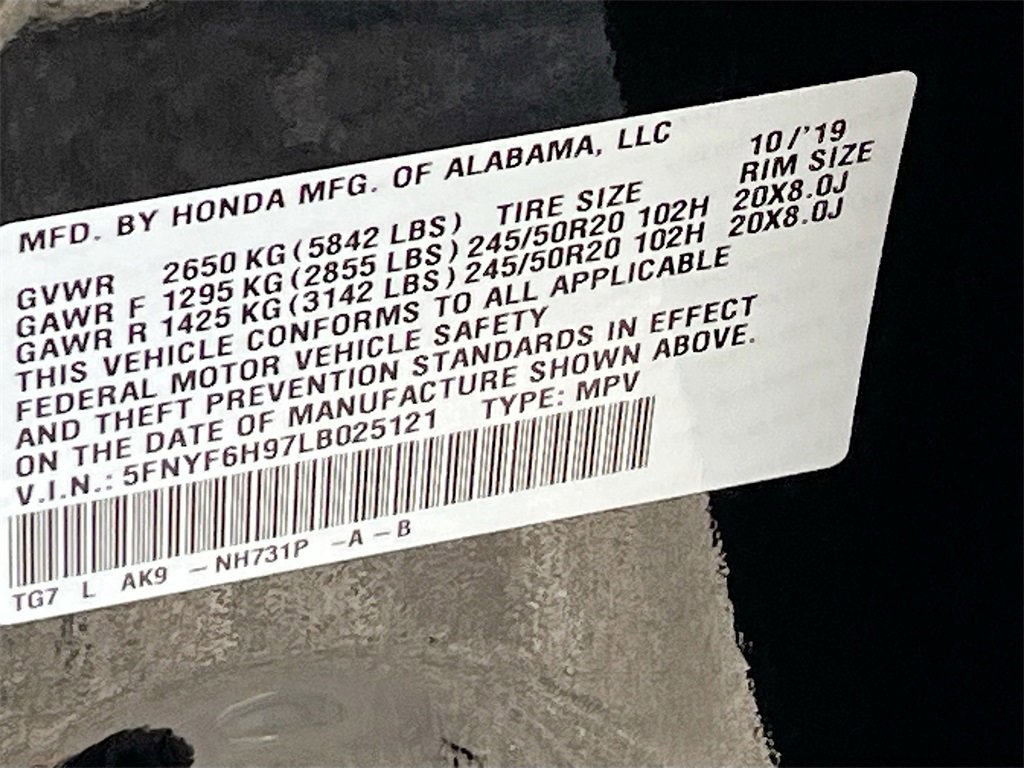 MFD. BY HONDA MFG. OF ALABAMA, LLC 10/'19
GVWR 2650 KG (5842 LBS) TIRE SIZE RIM SIZE
GAWR F 1295 KG (2855 LBS) 245/50R20 102H 20X8.0J
GAWR R 1425 KG (3142 LBS) 245/50R20 102H 20X8.0J
THIS VEHICLE CONFORMS TO ALL APPLICABLE
FEDERAL MOTOR VEHICLE SAFETY
AND THEFT PREVENTION STANDARDS IN EFFECT
ON THE DATE OF MANUFACTURE SHOWN ABOVE.
V.I.N.: 5FNYF6H97LB025121 TYPE: MPV
TG7 L AK9 - NH731P - A - B